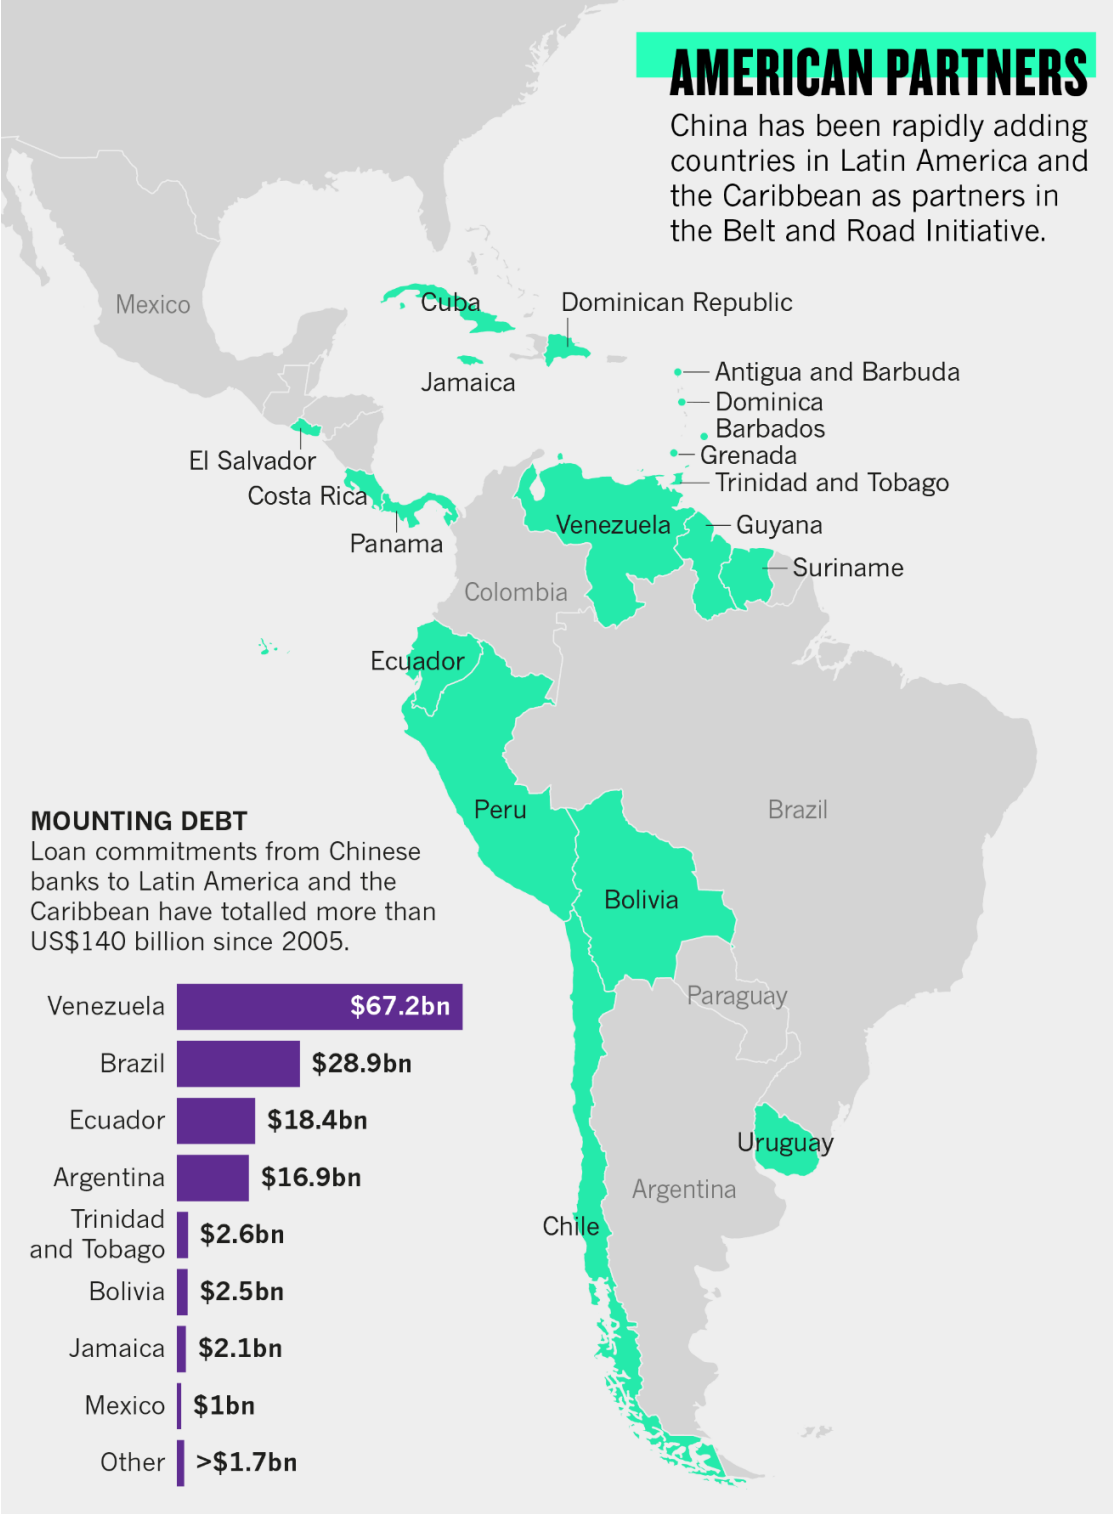 AMERICAN PARTNERS
China has been rapidly adding
countries in Latin America and
the Caribbean as partners in
the Belt and Road Initiative.
Mexico
Cuba
Dominican Republic
Jamaica
Antigua and Barbuda
Dominica
Barbados
Grenada
Trinidad and Tobago
El Salvador
Costa Rica
Panama
Venezuela
Guyana
Suriname
Colombia
Ecuador
Peru
Brazil
Bolivia
Paraguay
Uruguay
Argentina
Chile
MOUNTING DEBT
Loan commitments from Chinese
banks to Latin America and the
Caribbean have totalled more than
US$140 billion since 2005.
Venezuela $67.2bn
Brazil $28.9bn
Ecuador $18.4bn
Argentina $16.9bn
Trinidad
and Tobago $2.6bn
Bolivia $2.5bn
Jamaica $2.1bn
Mexico $1bn
Other >$1.7bn